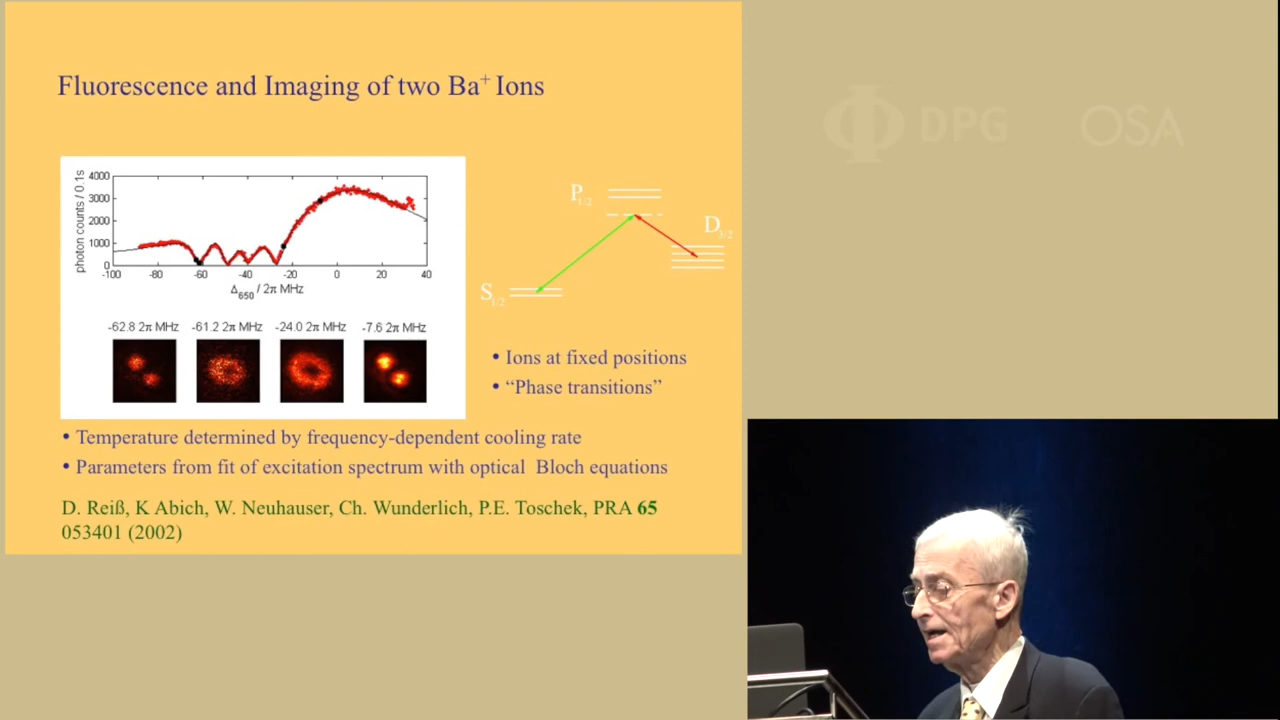 Fluorescence and Imaging of two Ba+ Ions
DPG
OSA
photon counts / 0.1s
4000
3000
2000
1000
0
-100 -80 -60 -40 -20 0 20 40
Δ650 / 2π MHz
-62.8 2π MHz -61.2 2π MHz -24.0 2π MHz -7.6 2π MHz
P1/2
D3/2
S1/2
• Ions at fixed positions
• “Phase transitions”
• Temperature determined by frequency-dependent cooling rate
• Parameters from fit of excitation spectrum with optical Bloch equations
D. Reiß, K Abich, W. Neuhauser, Ch. Wunderlich, P.E. Toschek, PRA 65
053401 (2002)